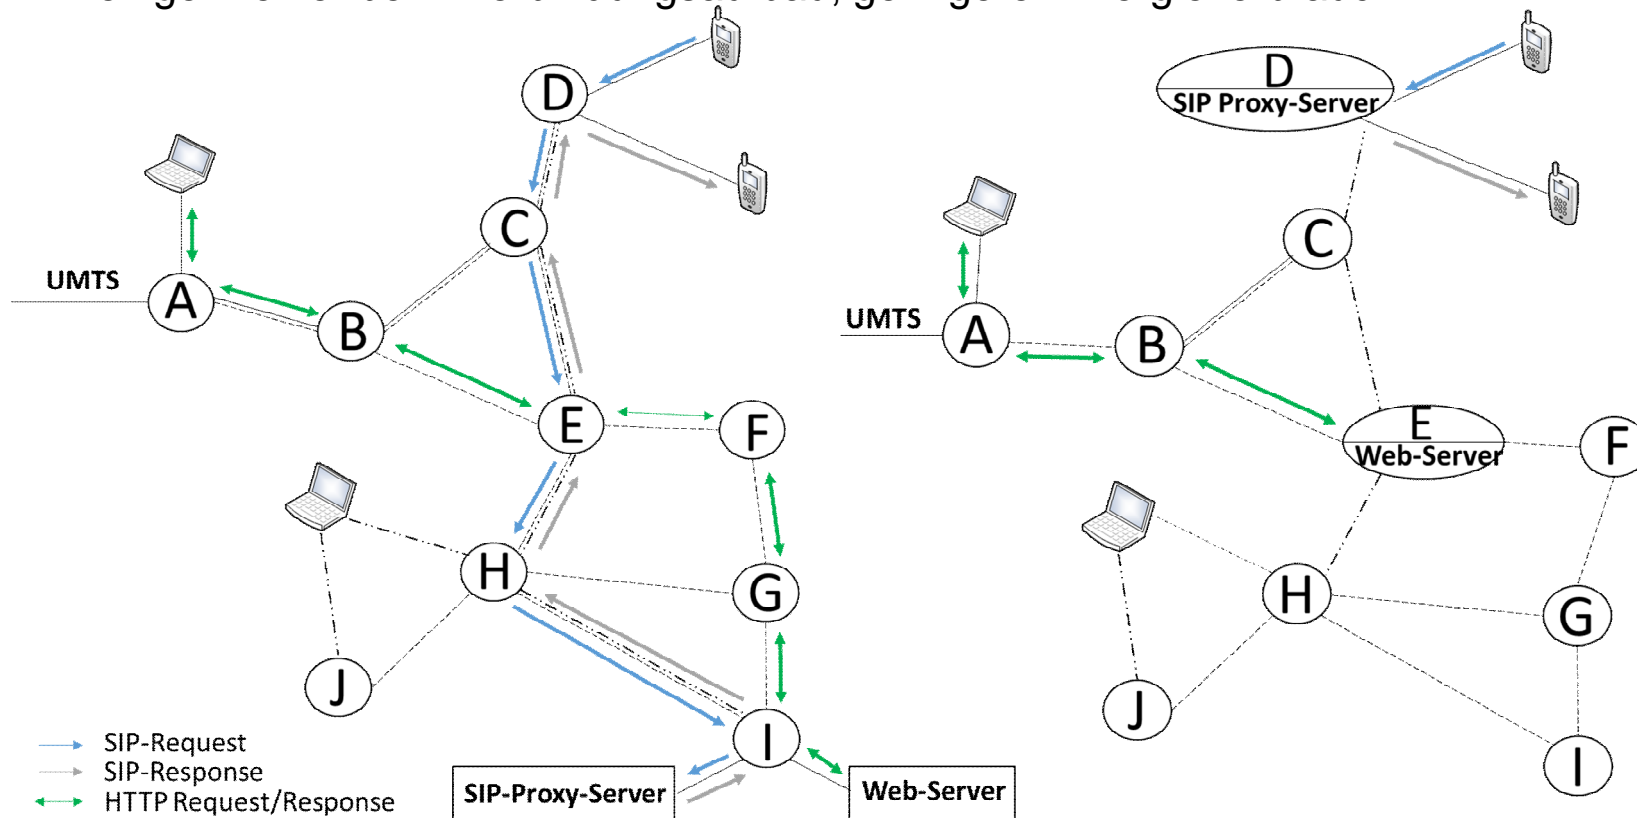 D
C
UMTS
A
B
E
F
H
G
J
I
SIP-Request
SIP-Response
HTTP Request/Response
SIP-Proxy-Server
Web-Server
D
SIP Proxy-Server
C
UMTS
A
B
E
Web-Server
F
H
G
J
I